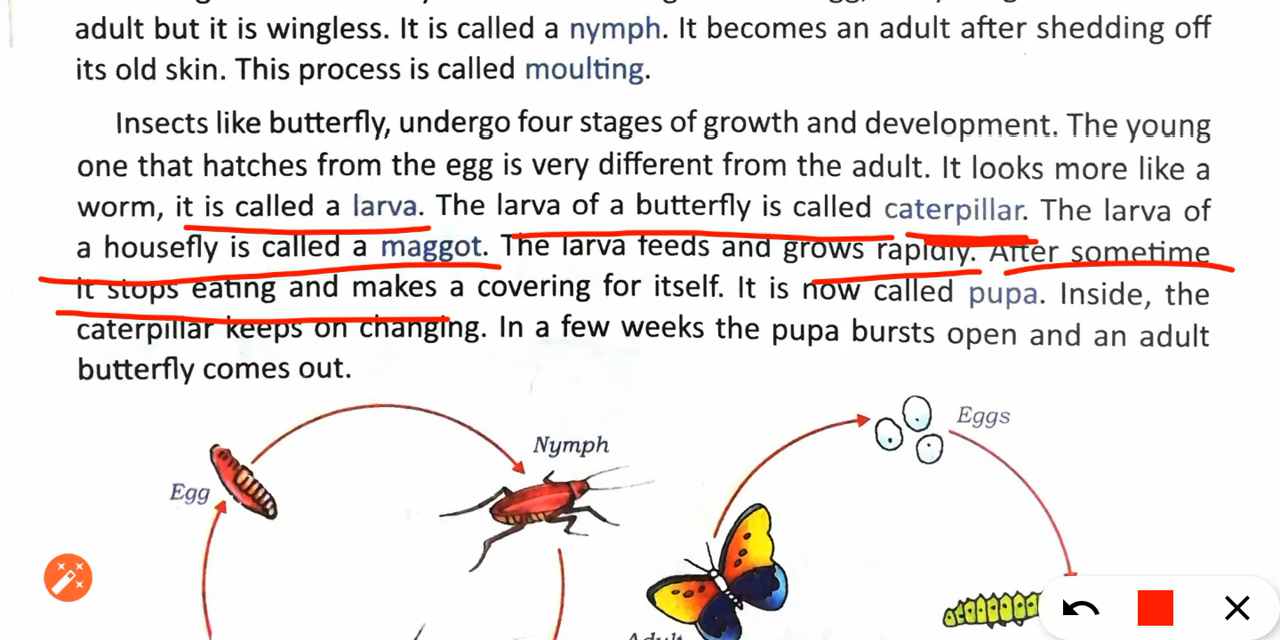 adult but it is wingless. It is called a nymph. It becomes an adult after shedding off
its old skin. This process is called moulting.
Insects like butterfly, undergo four stages of growth and development. The young
one that hatches from the egg is very different from the adult. It looks more like a
worm, it is called a larva. The larva of a butterfly is called caterpillar. The larva of
a housefly is called a maggot. The larva feeds and grows rapidly. After sometime
it stops eating and makes a covering for itself. It is now called pupa. Inside, the
caterpillar keeps on changing. In a few weeks the pupa bursts open and an adult
butterfly comes out.
Nymph
Egg
Eggs
Adult